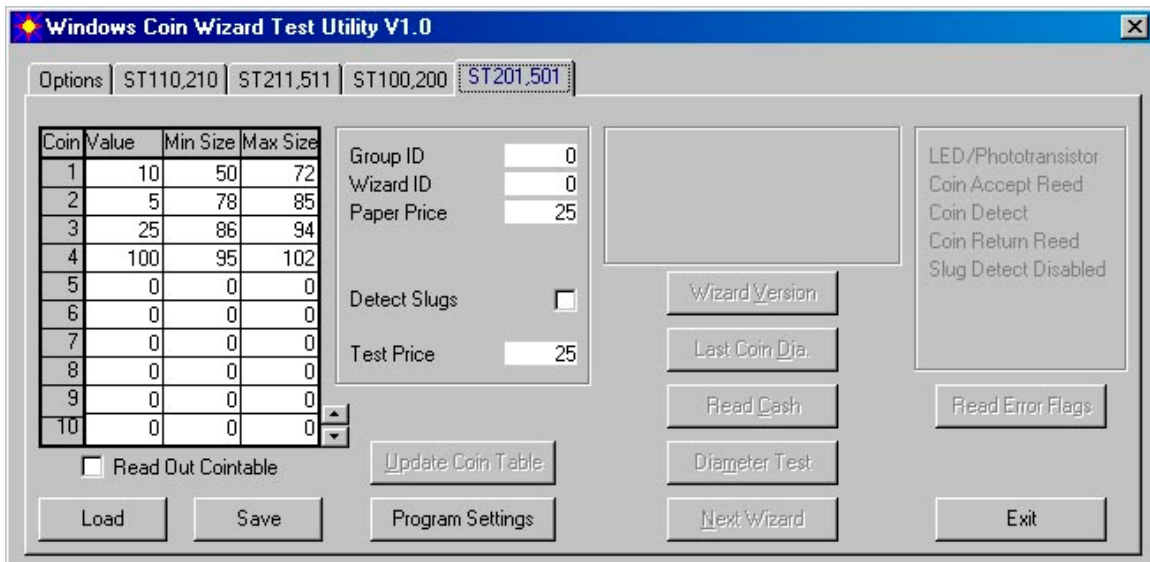 Windows Coin Wizard Test Utility V1.0
Options ST110,210 ST211,511 ST100,200 ST201,501
Coin Value Min Size Max Size
1 10 50 72
2 5 78 85
3 25 86 94
4 100 95 102
5 0 0 0
6 0 0 0
7 0 0 0
8 0 0 0
9 0 0 0
10 0 0 0
Read Out Cointable
Load Save
Group ID 0
Wizard ID 0
Paper Price 25
Detect Slugs
Test Price 25
Update Coin Table
Program Settings
Wizard Version
Last Coin Dia.
Read Cash
Diameter Test
Next Wizard
LED/Phototransistor
Coin Accept Reed
Coin Detect
Coin Return Reed
Slug Detect Disabled
Read Error Flags
Exit